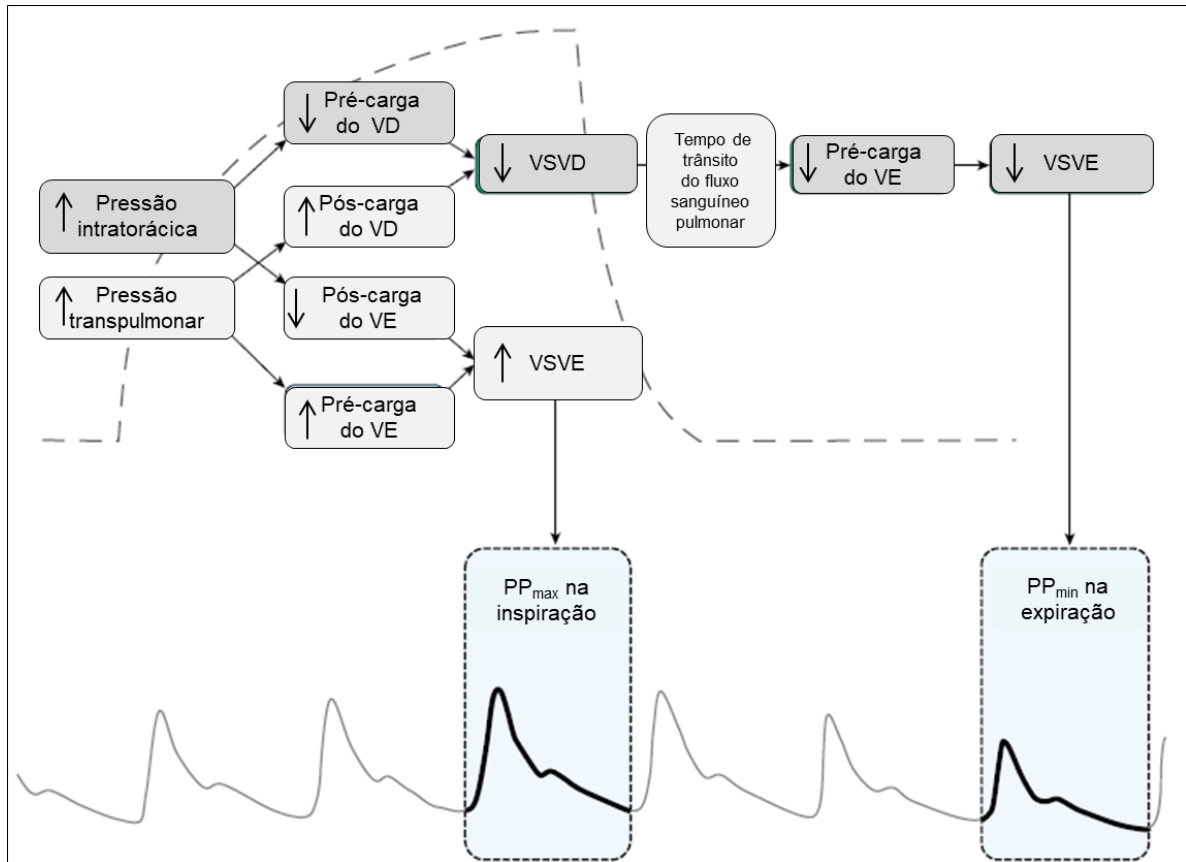 Pré-carga
do VD
VSVD
Tempo de
trânsito
do fluxo
sanguíneo
pulmonar
Pré-carga
do VE
VSVE
Pressão
intratorácica
Pós-carga
do VD
Pressão
transpulmonar
Pós-carga
do VE
VSVE
Pré-carga
do VE
PPmax na
inspiração
PPmin na
expiração